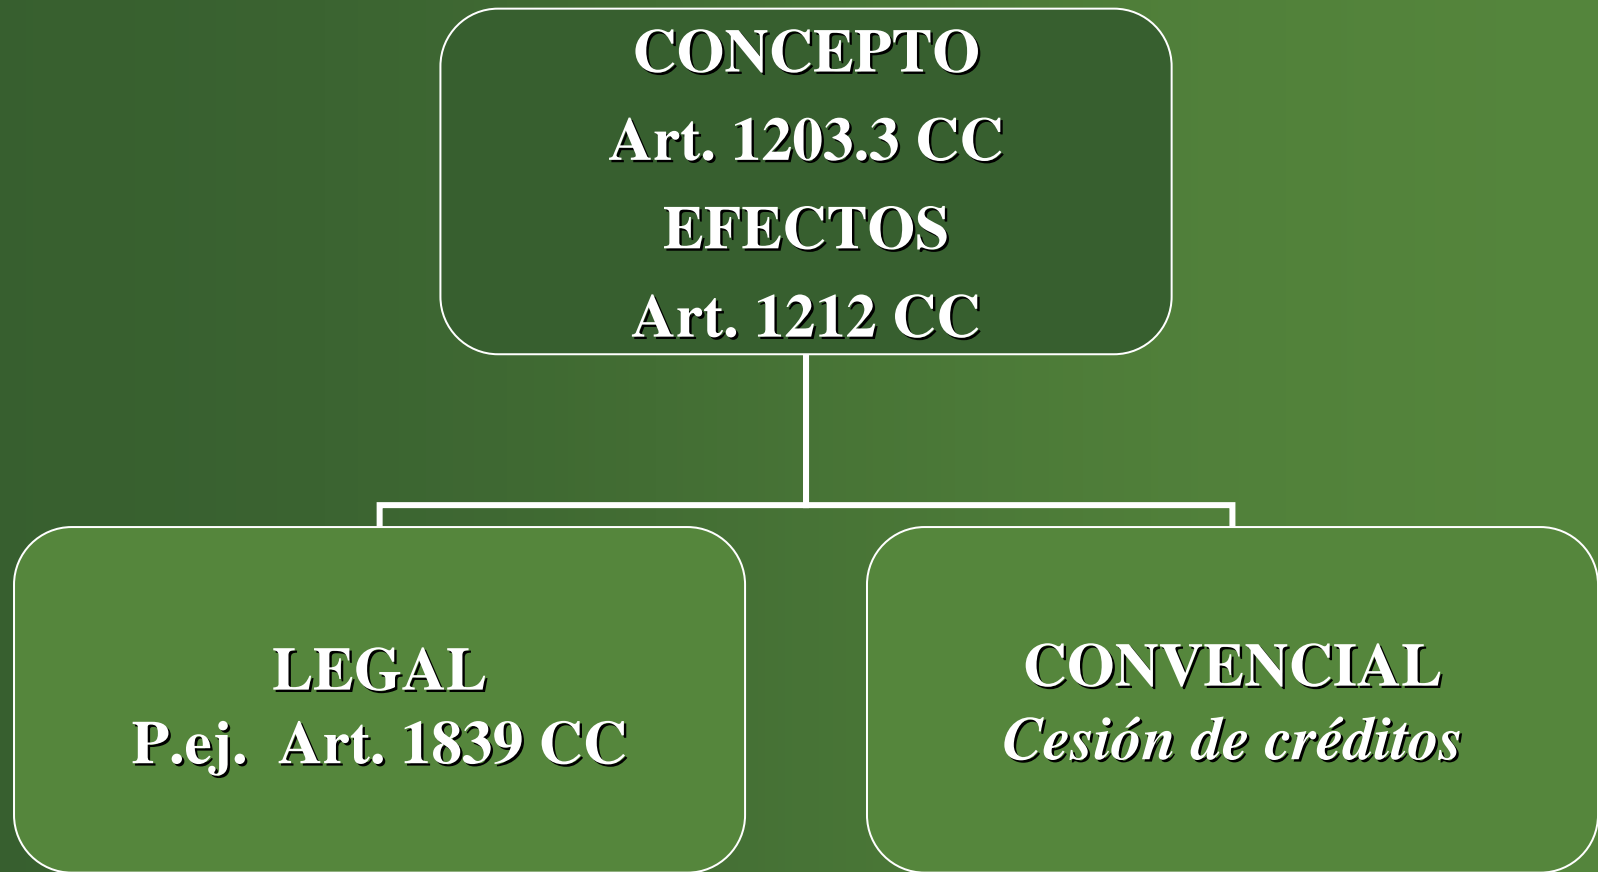 CONCEPTO
Art. 1203.3 CC
EFECTOS
Art. 1212 CC
LEGAL
P.ej. Art. 1839 CC
CONVENCIAL
Cesión de créditos